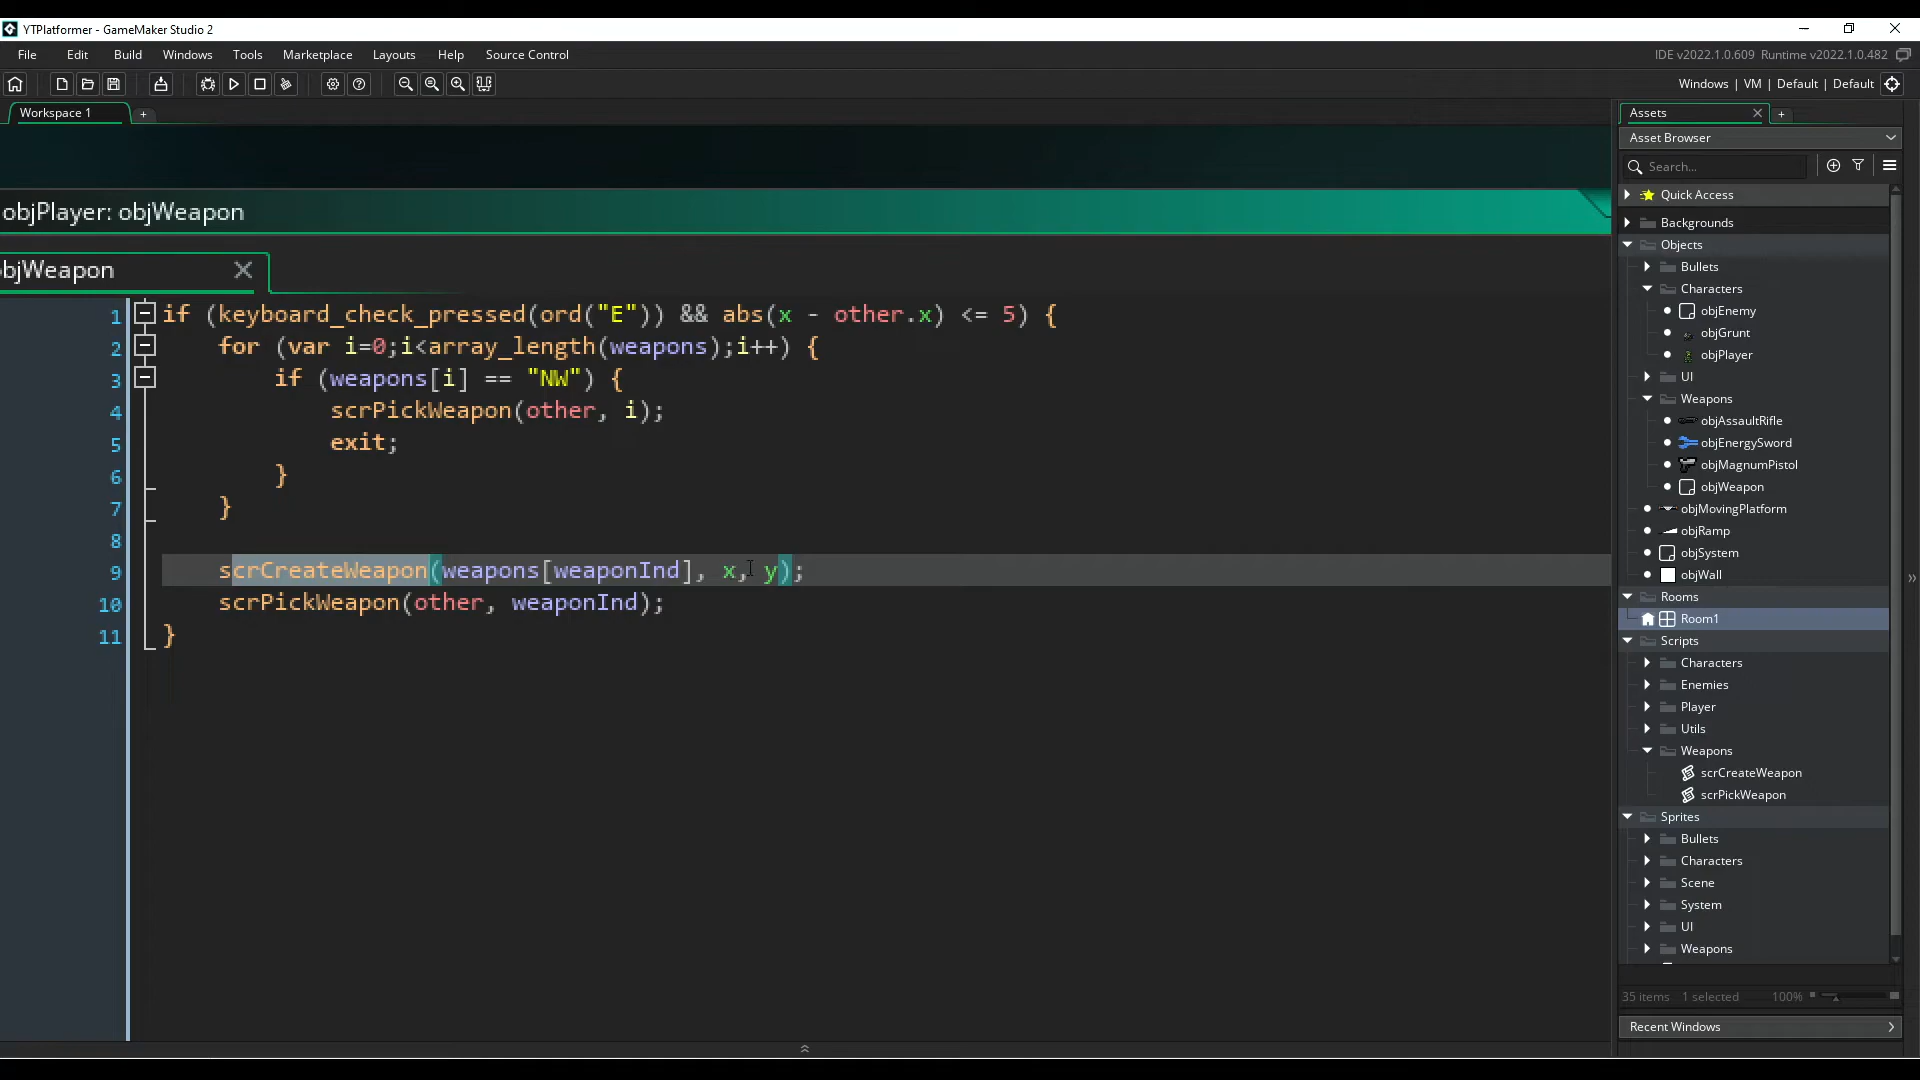 YTPlatformer - GameMaker Studio 2
File Edit Build Windows Tools Marketplace Layouts Help Source Control
IDE v2022.1.0.609 Runtime v2022.1.0.482
Windows | VM | Default | Default
Workspace 1
objPlayer: objWeapon
bjWeapon
1 if (keyboard_check_pressed(ord("E")) && abs(x - other.x) <= 5) {
2 for (var i=0;i<array_length(weapons);i++) {
3 if (weapons[i] == "NW") {
4 scrPickWeapon(other, i);
5 exit;
6 }
7 }
8
9 scrCreateWeapon(weapons[weaponInd], x, y);
10 scrPickWeapon(other, weaponInd);
11 }
Assets
Asset Browser
Search...
Quick Access
Backgrounds
Objects
Bullets
Characters
objEnemy
objGrunt
objPlayer
UI
Weapons
objAssaultRifle
objEnergySword
objMagnumPistol
objWeapon
objMovingPlatform
objRamp
objSystem
objWall
Rooms
Room1
Scripts
Characters
Enemies
Player
Utils
Weapons
scrCreateWeapon
scrPickWeapon
Sprites
Bullets
Characters
Scene
System
UI
Weapons
35 items 1 selected 100%
Recent Windows